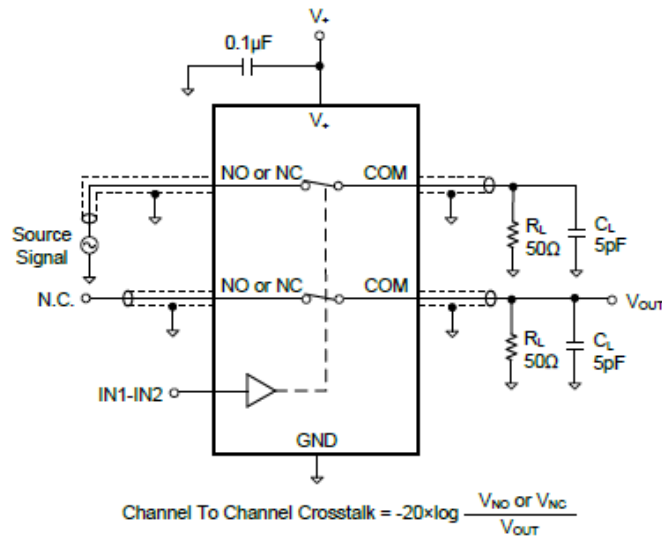 V+
0.1µF
V+
NO or NC
COM
Source
Signal
RL
50Ω
CL
5pF
N.C.
NO or NC
COM
VOUT
RL
50Ω
CL
5pF
IN1-IN2
GND
Channel To Channel Crosstalk = -20×log VNO or VNC
VOUT